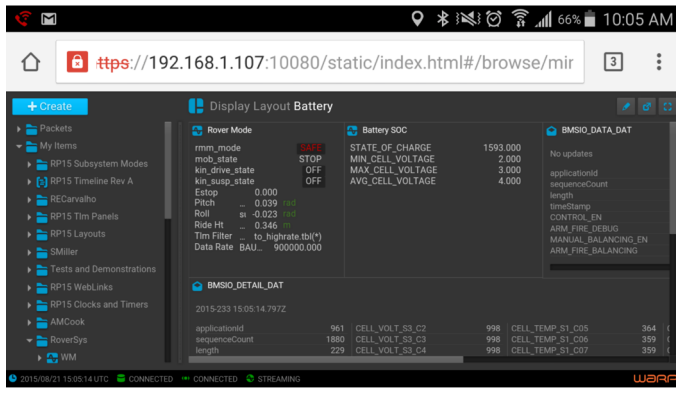 66% 10:05 AM
ttps://192.168.1.107:10080/static/index.html#/browse/mir 3
+ Create
Display Layout Battery
Packets
My Items
RP15 Subsystem Modes
RP15 Timeline Rev A
RECarvalho
RP15 Tlm Panels
RP15 Layouts
SMiller
Tests and Demonstrations
RP15 WebLinks
RP15 Clocks and Timers
AMCook
RoverSys
WM
Rover Mode
rmm_mode SAFE
mob_state STOP
kin_drive_state OFF
kin_susp_state OFF
Estop 0.000
Pitch ... 0.039 rad
Roll -0.023 rad
Ride Ht ... 0.346 m
Tlm Filter ... to_highrate.tbl(*)
Data Rate BAU... 900000.000
Battery SOC
STATE_OF_CHARGE 1593.000
MIN_CELL_VOLTAGE 2.000
MAX_CELL_VOLTAGE 3.000
AVG_CELL_VOLTAGE 4.000
BMSIO_DATA_DAT
No updates
applicationId
sequenceCount
length
timeStamp
CONTROL_EN
ARM_FIRE_DEBUG
MANUAL_BALANCING_EN
ARM_FIRE_BALANCING
BMSIO_DETAIL_DAT
2015-233 15:05:14.797Z
applicationId 961 CELL_VOLT_S3_C2 998 CELL_TEMP_S1_C05 364
sequenceCount 1880 CELL_VOLT_S3_C3 998 CELL_TEMP_S1_C06 359
length 229 CELL_VOLT_S3_C4 998 CELL_TEMP_S1_C07 359
2015/08/21 15:05:14 UTC CONNECTED CONNECTED STREAMING
WARP